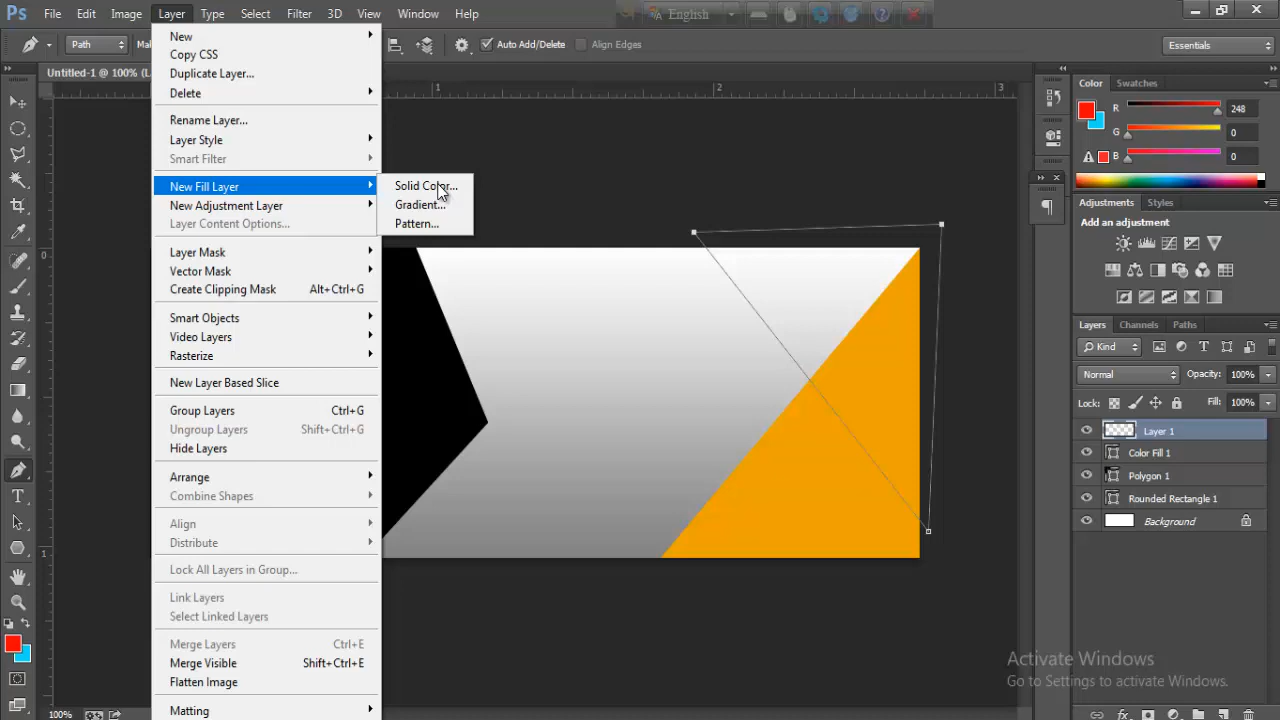 Ps File Edit Image Layer Type Select Filter 3D View Window Help
English
Path
Auto Add/Delete Align Edges
Essentials
Untitled-1 @ 100%
1 2 3
New
Copy CSS
Duplicate Layer...
Delete
Rename Layer...
Layer Style
Smart Filter
New Fill Layer
New Adjustment Layer
Layer Content Options...
Layer Mask
Vector Mask
Create Clipping Mask Alt+Ctrl+G
Smart Objects
Video Layers
Rasterize
New Layer Based Slice
Group Layers Ctrl+G
Ungroup Layers Shift+Ctrl+G
Hide Layers
Arrange
Combine Shapes
Align
Distribute
Lock All Layers in Group...
Link Layers
Select Linked Layers
Merge Layers Ctrl+E
Merge Visible Shift+Ctrl+E
Flatten Image
Matting
Solid Color...
Gradient...
Pattern...
0
1
100%
Color Swatches
R 248
G 0
B 0
Adjustments Styles
Add an adjustment
Layers Channels Paths
Kind
Normal Opacity: 100%
Lock: Fill: 100%
Layer 1
Color Fill 1
Polygon 1
Rounded Rectangle 1
Background
Activate Windows
Go to Settings to activate Windows.